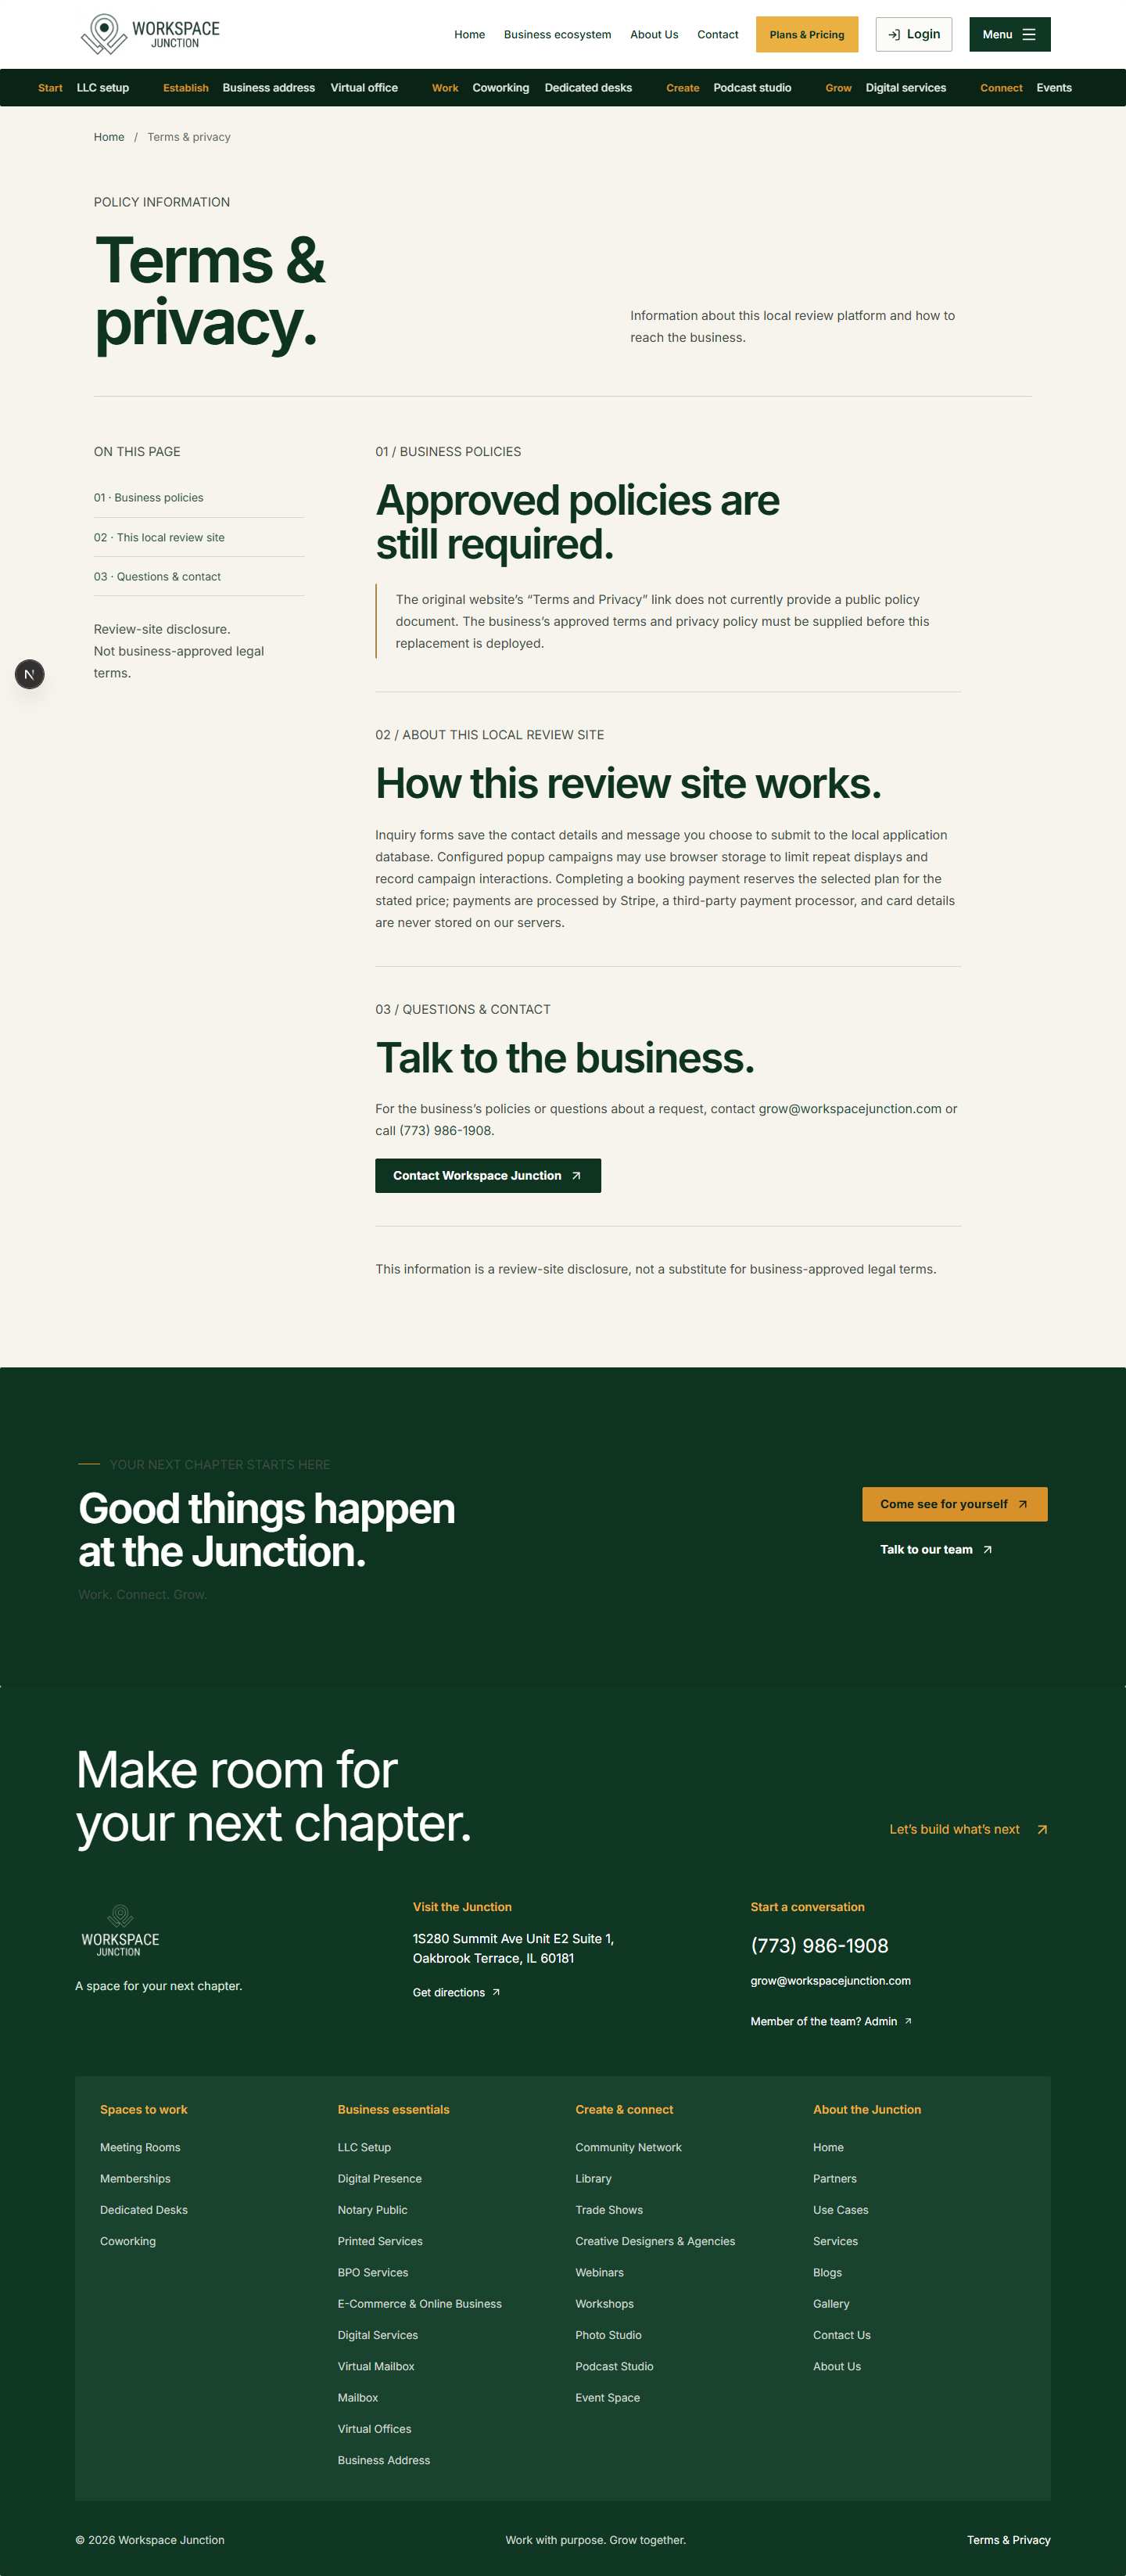 WORKSPACE
JUNCTION
Home
Business ecosystem
About Us
Contact
Plans & Pricing
Login
Menu
Start
LLC setup
Establish
Business address
Virtual office
Work
Coworking
Dedicated desks
Create
Podcast studio
Grow
Digital services
Connect
Events
Home / Terms & privacy
POLICY INFORMATION
Terms &
privacy.
Information about this local review platform and how to
reach the business.
ON THIS PAGE
01 · Business policies
02 · This local review site
03 · Questions & contact
Review-site disclosure.
Not business-approved legal
terms.
N
01 / BUSINESS POLICIES
Approved policies are
still required.
The original website’s “Terms and Privacy” link does not currently provide a public policy
document. The business’s approved terms and privacy policy must be supplied before this
replacement is deployed.
02 / ABOUT THIS LOCAL REVIEW SITE
How this review site works.
Inquiry forms save the contact details and message you choose to submit to the local application
database. Configured popup campaigns may use browser storage to limit repeat displays and
record campaign interactions. Completing a booking payment reserves the selected plan for the
stated price; payments are processed by Stripe, a third-party payment processor, and card details
are never stored on our servers.
03 / QUESTIONS & CONTACT
Talk to the business.
For the business’s policies or questions about a request, contact grow@workspacejunction.com or
call (773) 986-1908.
Contact Workspace Junction
This information is a review-site disclosure, not a substitute for business-approved legal terms.
YOUR NEXT CHAPTER STARTS HERE
Good things happen
at the Junction.
Work. Connect. Grow.
Come see for yourself
Talk to our team
Make room for
your next chapter.
Let’s build what’s next
WORKSPACE
JUNCTION
A space for your next chapter.
Visit the Junction
1S280 Summit Ave Unit E2 Suite 1,
Oakbrook Terrace, IL 60181
Get directions
Start a conversation
(773) 986-1908
grow@workspacejunction.com
Member of the team? Admin
Spaces to work
Meeting Rooms
Memberships
Dedicated Desks
Coworking
Business essentials
LLC Setup
Digital Presence
Notary Public
Printed Services
BPO Services
E-Commerce & Online Business
Digital Services
Virtual Mailbox
Mailbox
Virtual Offices
Business Address
Create & connect
Community Network
Library
Trade Shows
Creative Designers & Agencies
Webinars
Workshops
Photo Studio
Podcast Studio
Event Space
About the Junction
Home
Partners
Use Cases
Services
Blogs
Gallery
Contact Us
About Us
© 2026 Workspace Junction
Work with purpose. Grow together.
Terms & Privacy